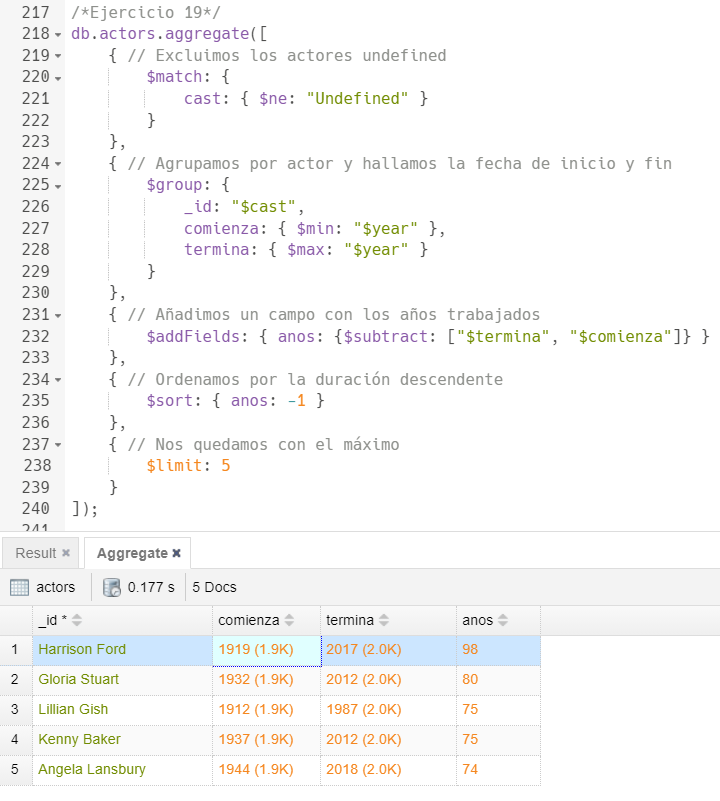 217 /*Ejercicio 19*/
218 db.actors.aggregate([
219 { // Excluimos los actores undefined
220 $match: {
221 cast: { $ne: "Undefined" }
222 }
223 },
224 { // Agrupamos por actor y hallamos la fecha de inicio y fin
225 $group: {
226 _id: "$cast",
227 comienza: { $min: "$year" },
228 termina: { $max: "$year" }
229 }
230 },
231 { // Añadimos un campo con los años trabajados
232 $addFields: { anos: {$subtract: ["$termina", "$comienza"]} }
233 },
234 { // Ordenamos por la duración descendente
235 $sort: { anos: -1 }
236 },
237 { // Nos quedamos con el máximo
238 $limit: 5
239 }
240 ]);
241
Result Aggregate
actors 0.177 s 5 Docs
_id * comienza termina anos
1 Harrison Ford 1919 (1.9K) 2017 (2.0K) 98
2 Gloria Stuart 1932 (1.9K) 2012 (2.0K) 80
3 Lillian Gish 1912 (1.9K) 1987 (2.0K) 75
4 Kenny Baker 1937 (1.9K) 2012 (2.0K) 75
5 Angela Lansbury 1944 (1.9K) 2018 (2.0K) 74